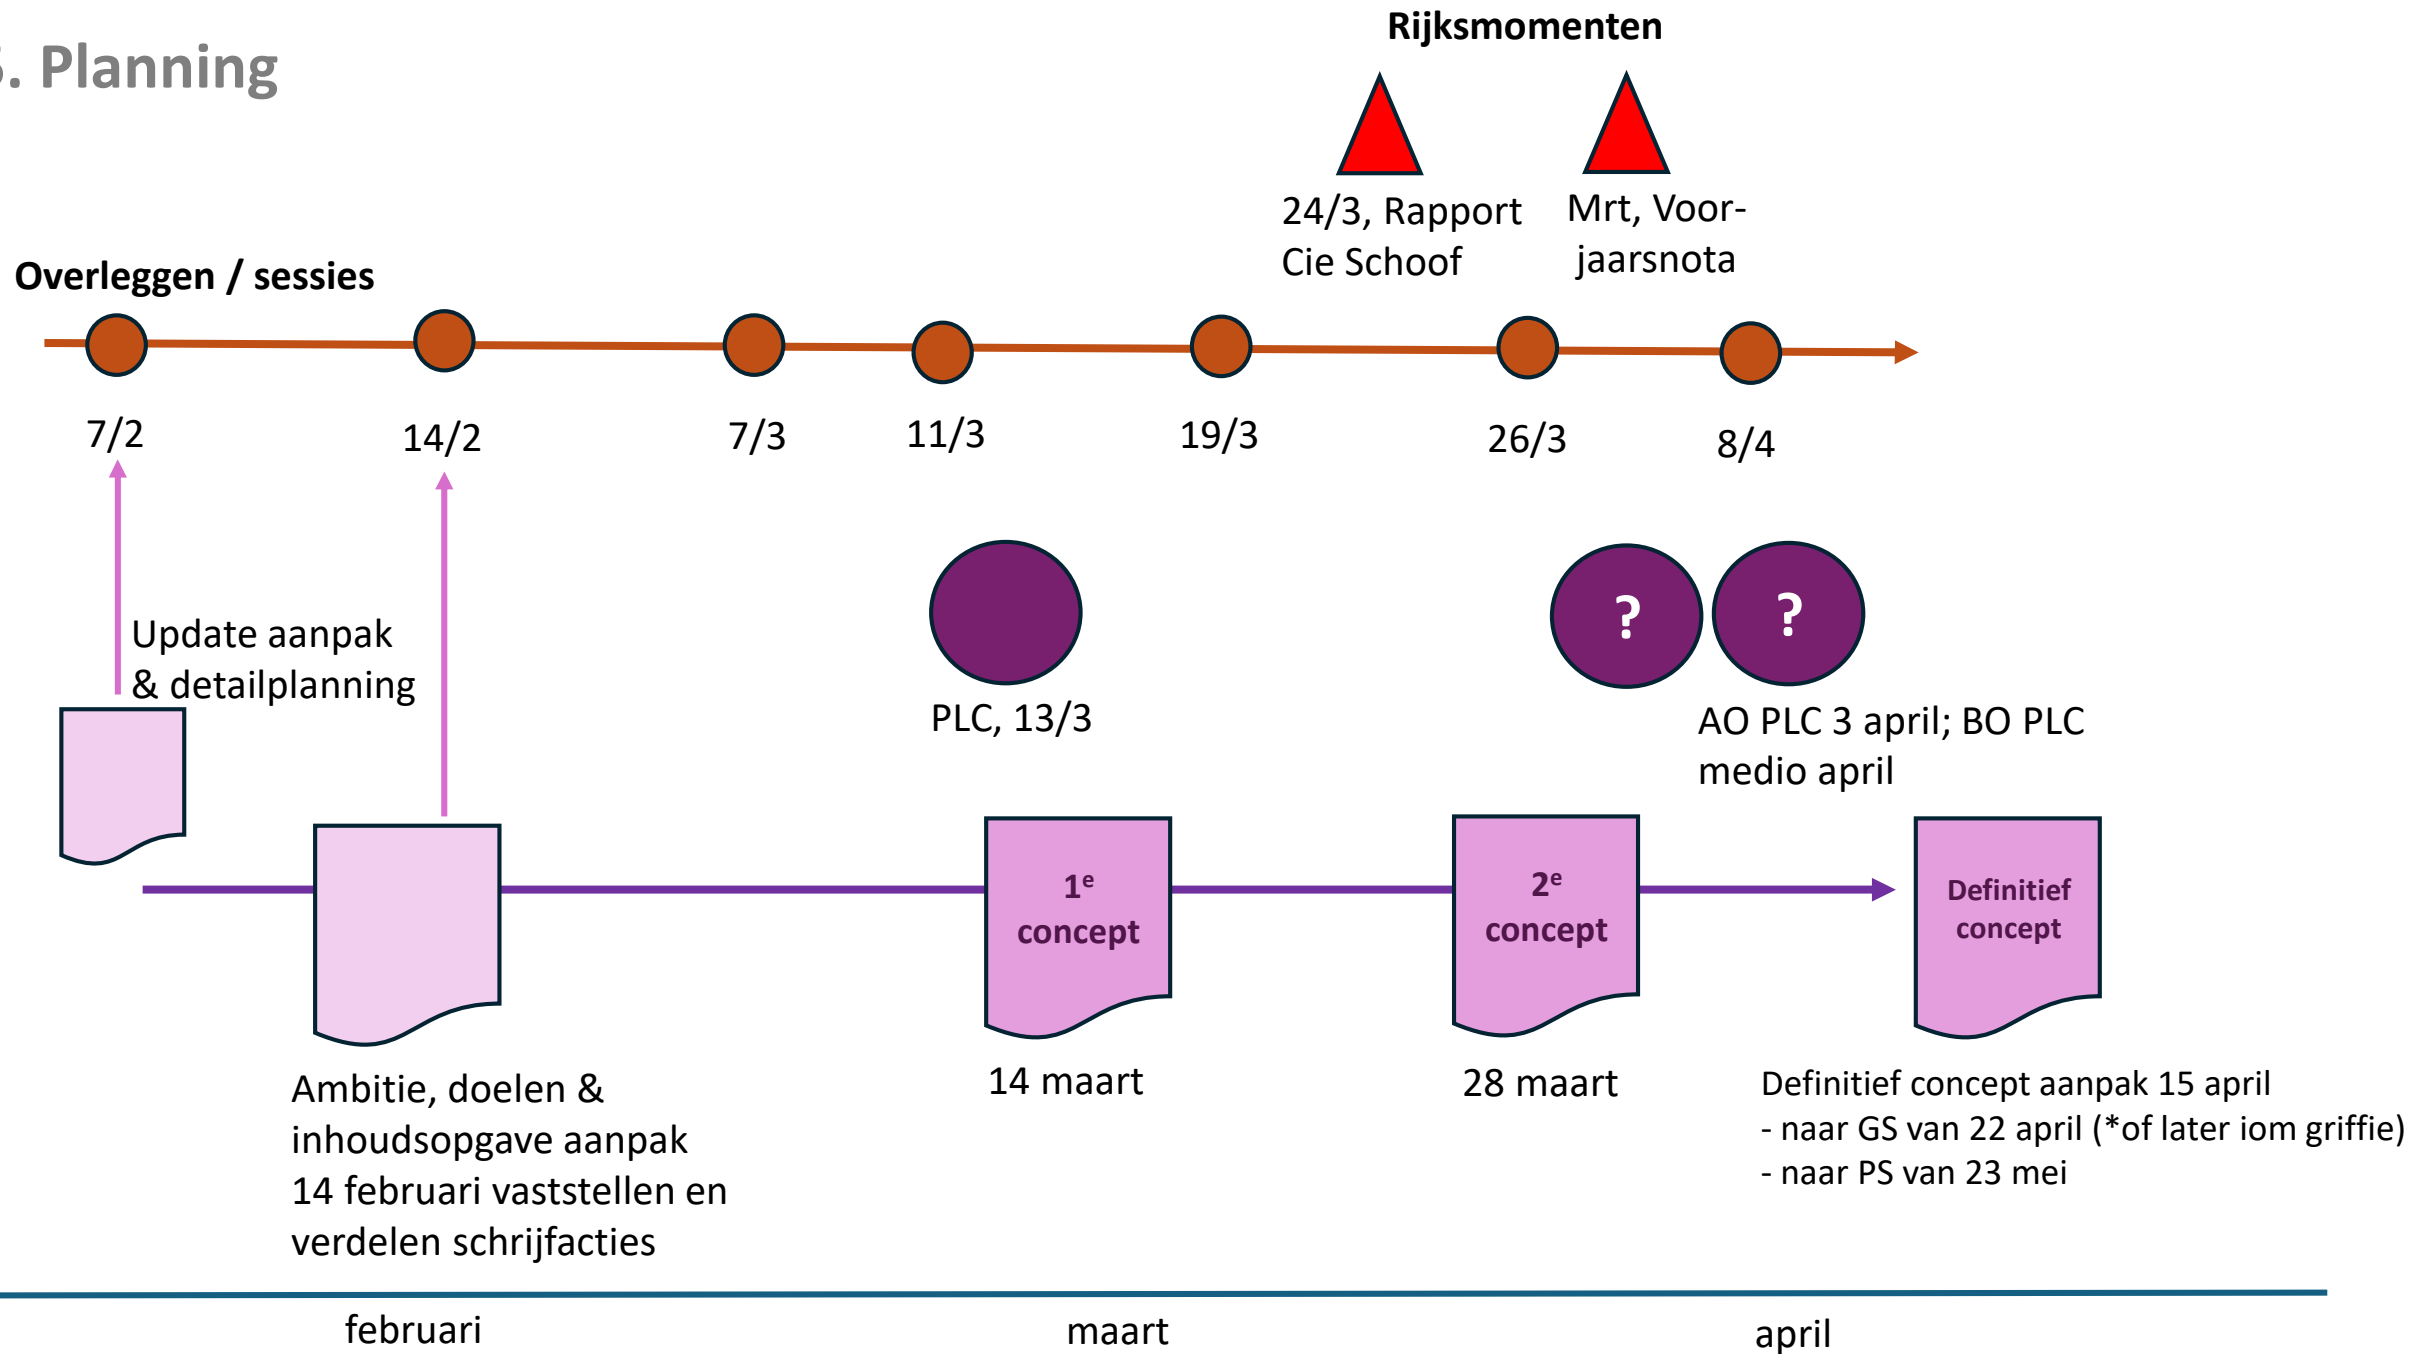 Rijksmomenten
. Planning
24/3, Rapport
Cie Schoof
Mrt, Voor-
jaarsnota
Overleggen / sessies
7/2
14/2
7/3
11/3
19/3
26/3
8/4
Update aanpak
& detailplanning
?
?
PLC, 13/3
AO PLC 3 april; BO PLC
medio april
1e
concept
2e
concept
Definitief
concept
Ambitie, doelen &
inhoudsopgave aanpak
14 februari vaststellen en
verdelen schrijfacties
14 maart
28 maart
Definitief concept aanpak 15 april
- naar GS van 22 april (*of later iom griffie)
- naar PS van 23 mei
februari
maart
april